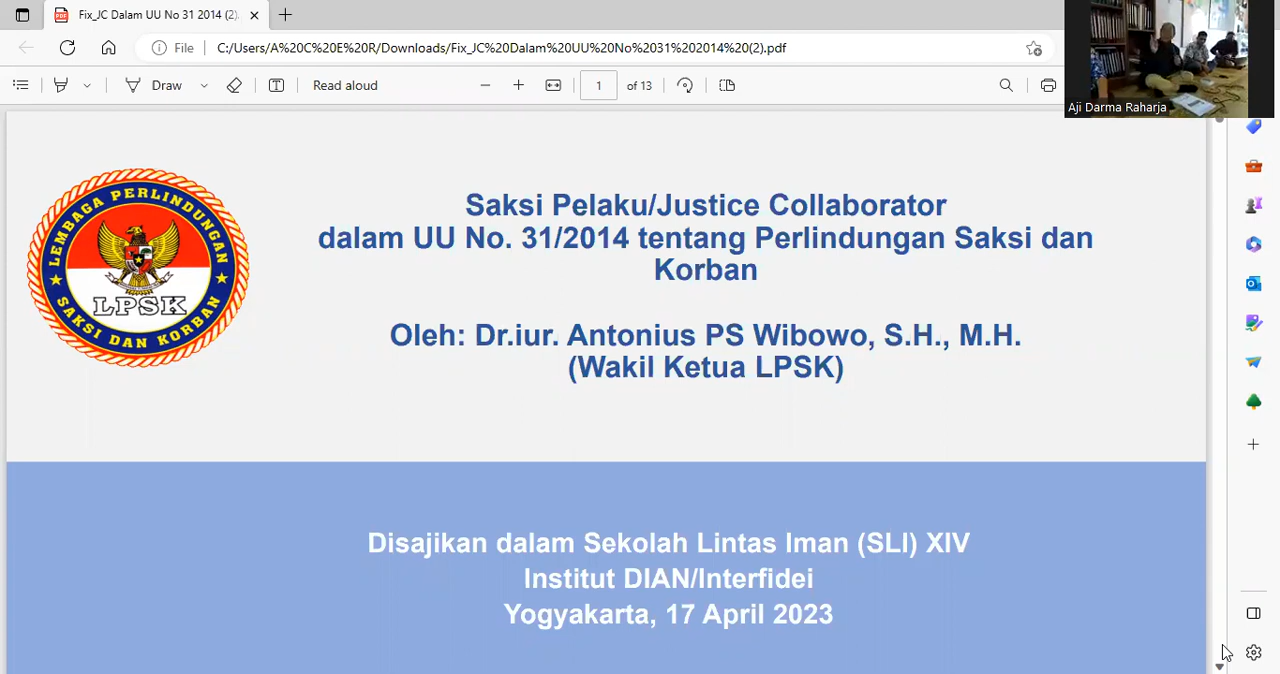 Fix_JC Dalam UU No 31 2014 (2).
File
C:/Users/A%20C%20E%20R/Downloads/Fix_JC%20Dalam%20UU%20No%2031%202014%20(2).pdf
Draw
Read aloud
1
of 13
Aji Darma Raharja
LEMBAGA PERLINDUNGAN
LPSK
SAKSI DAN KORBAN
Saksi Pelaku/Justice Collaborator
dalam UU No. 31/2014 tentang Perlindungan Saksi dan
Korban
Oleh: Dr.iur. Antonius PS Wibowo, S.H., M.H.
(Wakil Ketua LPSK)
Disajikan dalam Sekolah Lintas Iman (SLI) XIV
Institut DIAN/Interfidei
Yogyakarta, 17 April 2023